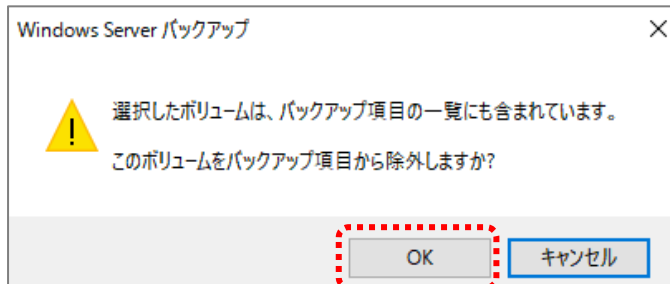 Windows Server バックアップ
選択したボリュームは、バックアップ項目の一覧にも含まれています。
このボリュームをバックアップ項目から除外しますか?
OK キャンセル